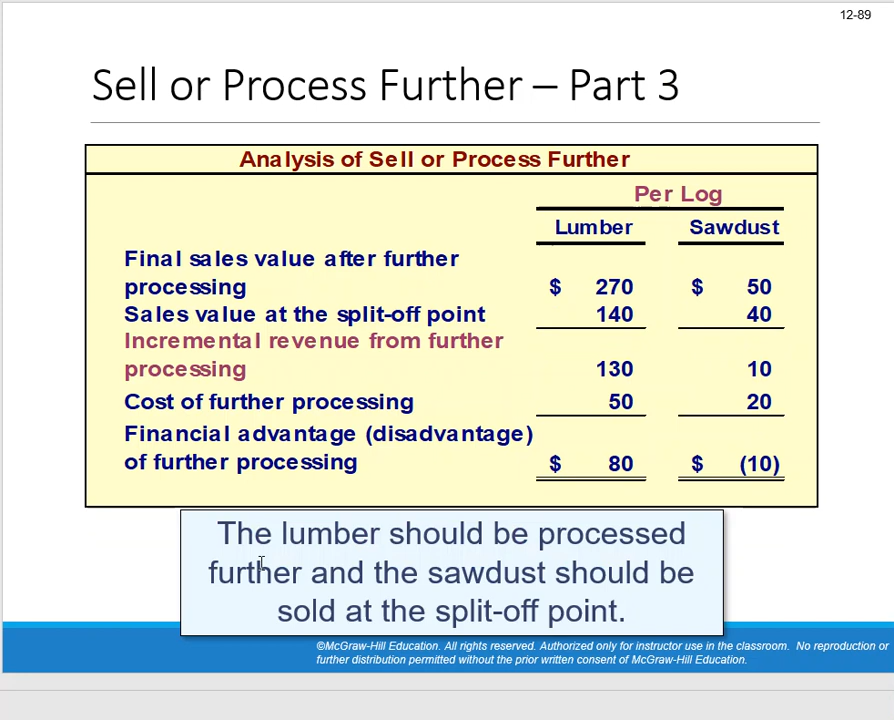 12-89
Sell or Process Further – Part 3
Analysis of Sell or Process Further
Per Log
Lumber Sawdust
Final sales value after further
processing $ 270 $ 50
Sales value at the split-off point 140 40
Incremental revenue from further
processing 130 10
Cost of further processing 50 20
Financial advantage (disadvantage)
of further processing $ 80 $ (10)
The lumber should be processed
further and the sawdust should be
sold at the split-off point.
©McGraw-Hill Education. All rights reserved. Authorized only for instructor use in the classroom. No reproduction or
further distribution permitted without the prior written consent of McGraw-Hill Education.